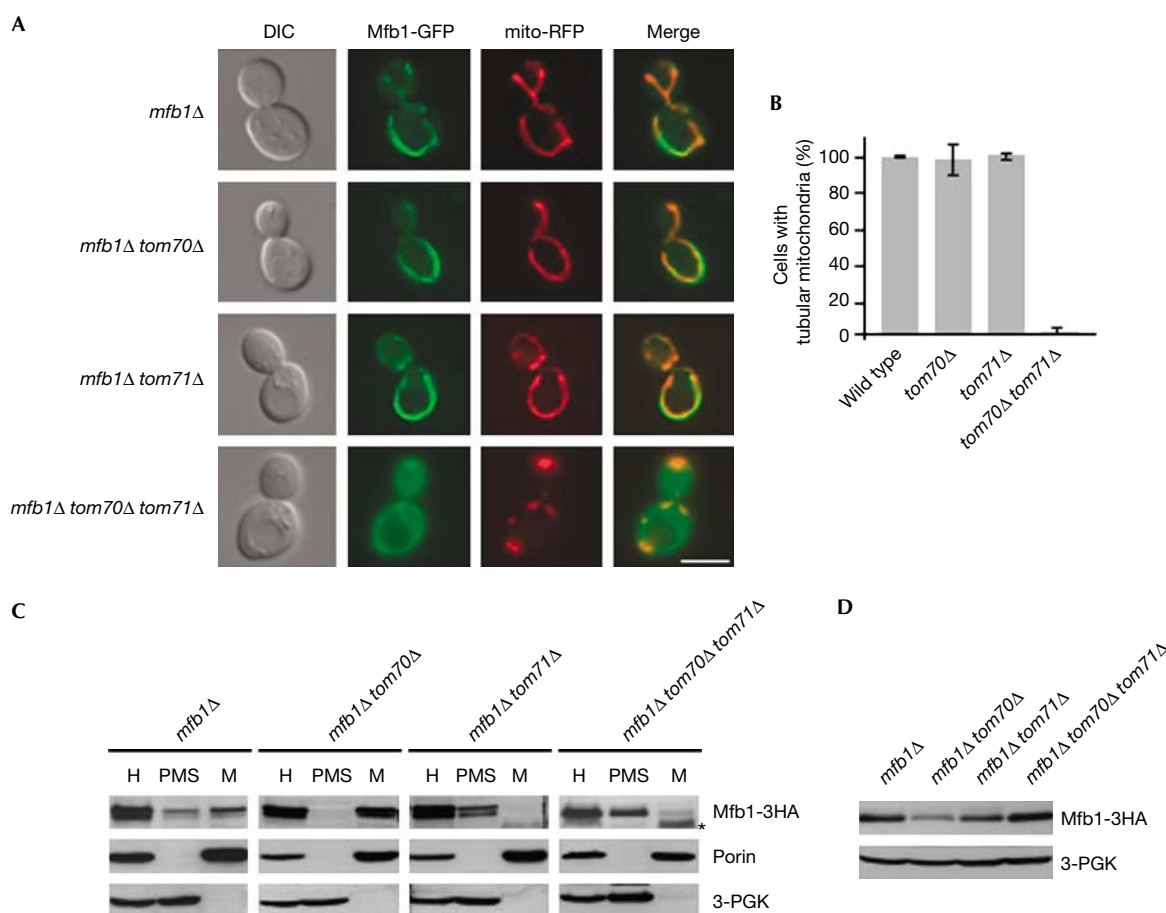 A
DIC Mfb1-GFP mito-RFP Merge
mfb1Δ
mfb1Δ tom70Δ
mfb1Δ tom71Δ
mfb1Δ tom70Δ tom71Δ
B
Cells with
tubular mitochondria (%)
100
80
60
40
20
0
Wild type
tom70Δ
tom71Δ
tom70Δ tom71Δ
C
mfb1Δ
mfb1Δ tom70Δ
mfb1Δ tom71Δ
mfb1Δ tom70Δ tom71Δ
H PMS M H PMS M H PMS M H PMS M
Mfb1-3HA
*
Porin
3-PGK
D
mfb1Δ
mfb1Δ tom70Δ
mfb1Δ tom71Δ
mfb1Δ tom70Δ tom71Δ
Mfb1-3HA
3-PGK